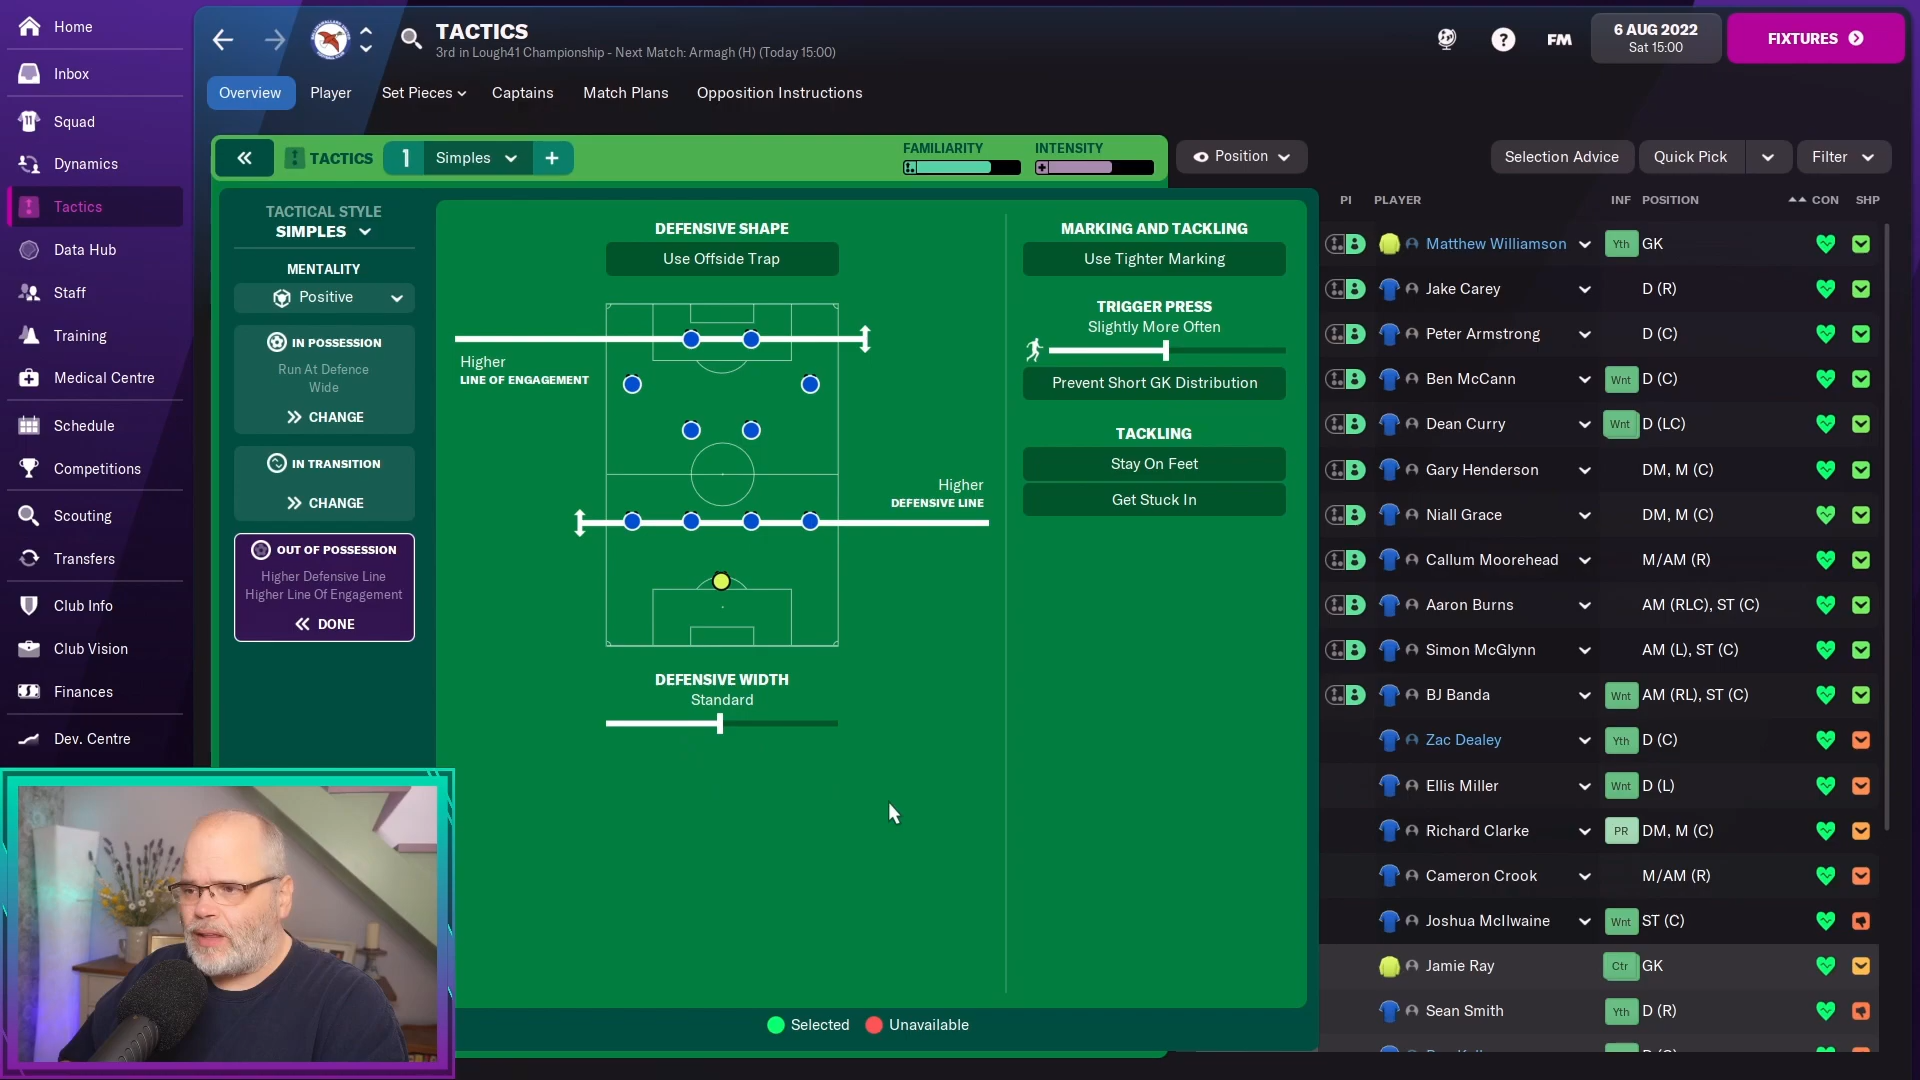 Home
Inbox
Squad
Dynamics
Tactics
Data Hub
Staff
Training
Medical Centre
Schedule
Competitions
Scouting
Transfers
Club Info
Club Vision
Finances
Dev. Centre
TACTICS
3rd in Lough41 Championship - Next Match: Armagh (H) (Today 15:00)
FM
6 AUG 2022
Sat 15:00
FIXTURES
Overview
Player
Set Pieces
Captains
Match Plans
Opposition Instructions
TACTICS
1
Simples
FAMILIARITY
INTENSITY
Position
Selection Advice
Quick Pick
Filter
TACTICAL STYLE
SIMPLES
MENTALITY
Positive
IN POSSESSION
Run At Defence
Wide
CHANGE
IN TRANSITION
CHANGE
OUT OF POSSESSION
Higher Defensive Line
Higher Line Of Engagement
DONE
DEFENSIVE SHAPE
Use Offside Trap
Higher
LINE OF ENGAGEMENT
Higher
DEFENSIVE LINE
DEFENSIVE WIDTH
Standard
MARKING AND TACKLING
Use Tighter Marking
TRIGGER PRESS
Slightly More Often
Prevent Short GK Distribution
TACKLING
Stay On Feet
Get Stuck In
Selected
Unavailable
PI PLAYER INF POSITION CON SHP
Matthew Williamson Yth GK
Jake Carey D (R)
Peter Armstrong D (C)
Ben McCann Wnt D (C)
Dean Curry Wnt D (LC)
Gary Henderson DM, M (C)
Niall Grace DM, M (C)
Callum Moorehead M/AM (R)
Aaron Burns AM (RLC), ST (C)
Simon McGlynn AM (L), ST (C)
BJ Banda Wnt AM (RL), ST (C)
Zac Dealey Yth D (C)
Ellis Miller Wnt D (L)
Richard Clarke PR DM, M (C)
Cameron Crook M/AM (R)
Joshua McIlwaine Wnt ST (C)
Jamie Ray Ctr GK
Sean Smith Yth D (R)